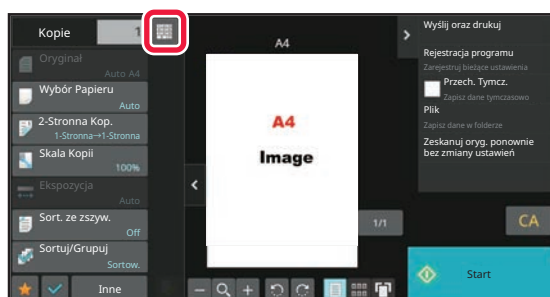 Kopie
1
Oryginał
Auto A4
Wybór Papieru
Auto
2-Stronna Kop.
1-Stronna→1-Stronna
Skala Kopii
100%
Ekspozycja
Auto
Sort. ze zszyw.
Off
Sortuj/Grupuj
Sortow.
Inne
A4
A4
Image
1/1
Wyślij oraz drukuj
Rejestracja programu
Zarejestruj bieżące ustawienia
Przech. Tymcz.
Zapisz dane tymczasowo
Plik
Zapisz dane w folderze
Zeskanuj oryg. ponownie
bez zmiany ustawień
CA
Start